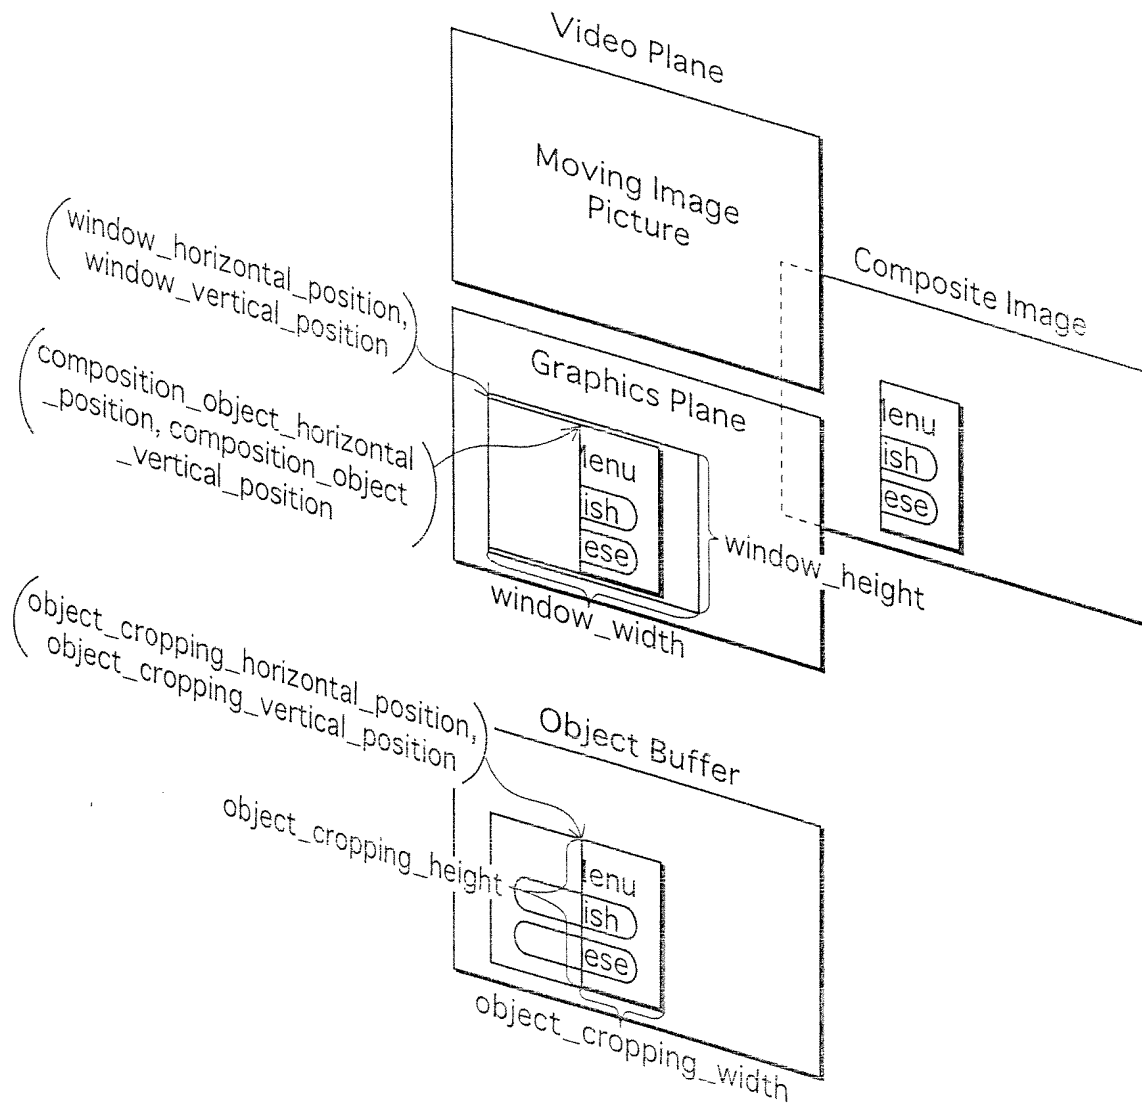 Video Plane
Moving Image
Picture
(window_horizontal_position,
window_vertical_position)
Composite Image
(composition_object_horizontal
_position, composition_object
_vertical_position)
Graphics Plane
lenu
ish
ese
lenu
ish
ese
window_height
window_width
(object_cropping_horizontal_position,
object_cropping_vertical_position)
Object Buffer
object_cropping_height
lenu
ish
ese
object_cropping_width